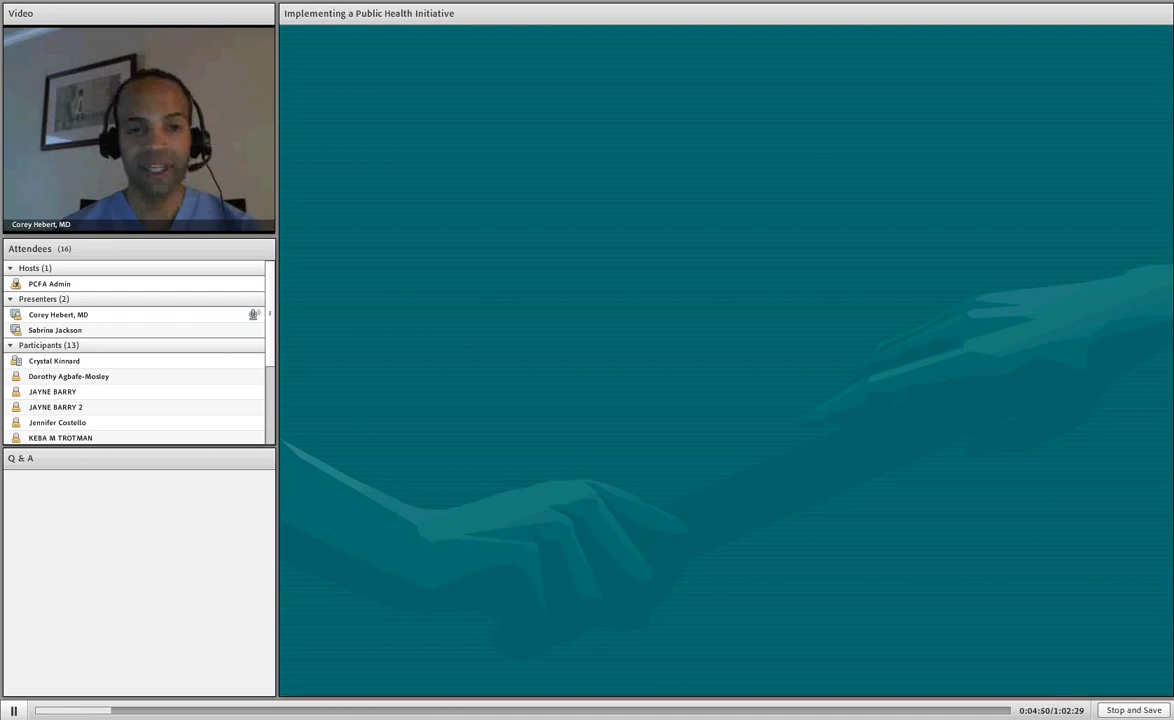 Video
Implementing a Public Health Initiative
Corey Hebert, MD
Attendees (16)
Hosts (1)
PCFA Admin
Presenters (2)
Corey Hebert, MD
Sabrina Jackson
Participants (13)
Crystal Kinnard
Dorothy Agbafe-Mosley
JAYNE BARRY
JAYNE BARRY 2
Jennifer Costello
KEBA M TROTMAN
Q & A
0:04:50/1:02:29
Stop and Save